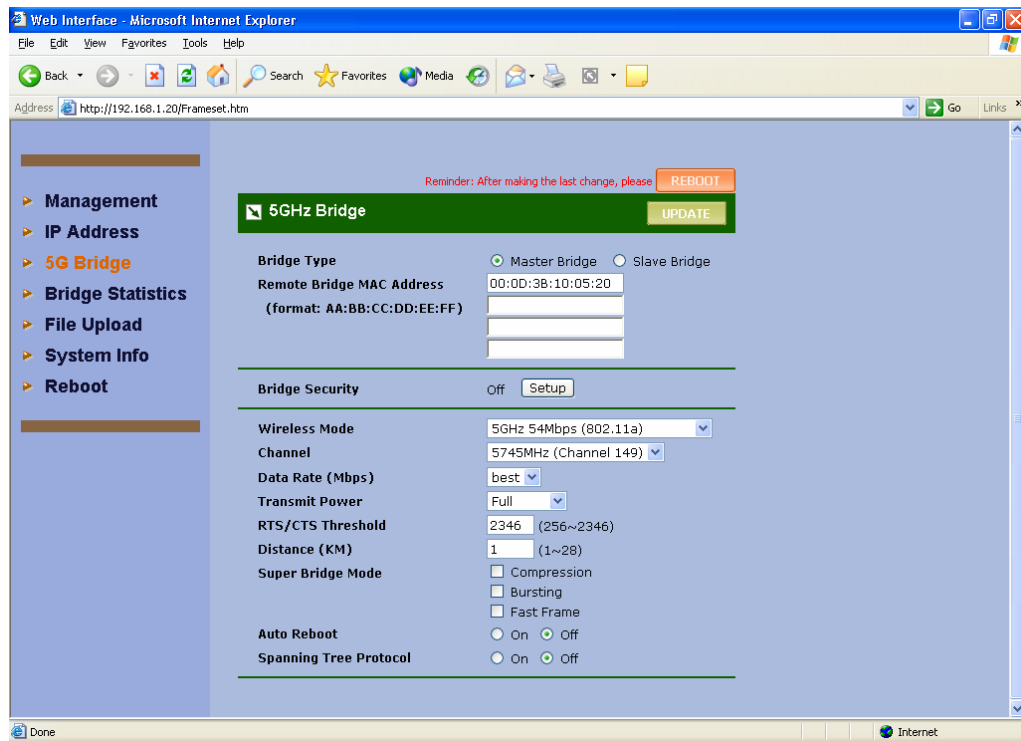 Web Interface - Microsoft Internet Explorer
File Edit View Favorites Tools Help
Back Search Favorites Media
Address http://192.168.1.20/Frameset.htm Go Links »
Reminder: After making the last change, please REBOOT
5GHz Bridge UPDATE
Management
IP Address
5G Bridge
Bridge Statistics
File Upload
System Info
Reboot
Bridge Type Master Bridge Slave Bridge
Remote Bridge MAC Address 00:0D:3B:10:05:20
(format: AA:BB:CC:DD:EE:FF)
Bridge Security Off Setup
Wireless Mode 5GHz 54Mbps (802.11a)
Channel 5745MHz (Channel 149)
Data Rate (Mbps) best
Transmit Power Full
RTS/CTS Threshold 2346 (256~2346)
Distance (KM) 1 (1~28)
Super Bridge Mode Compression
Bursting
Fast Frame
Auto Reboot On Off
Spanning Tree Protocol On Off
Done Internet